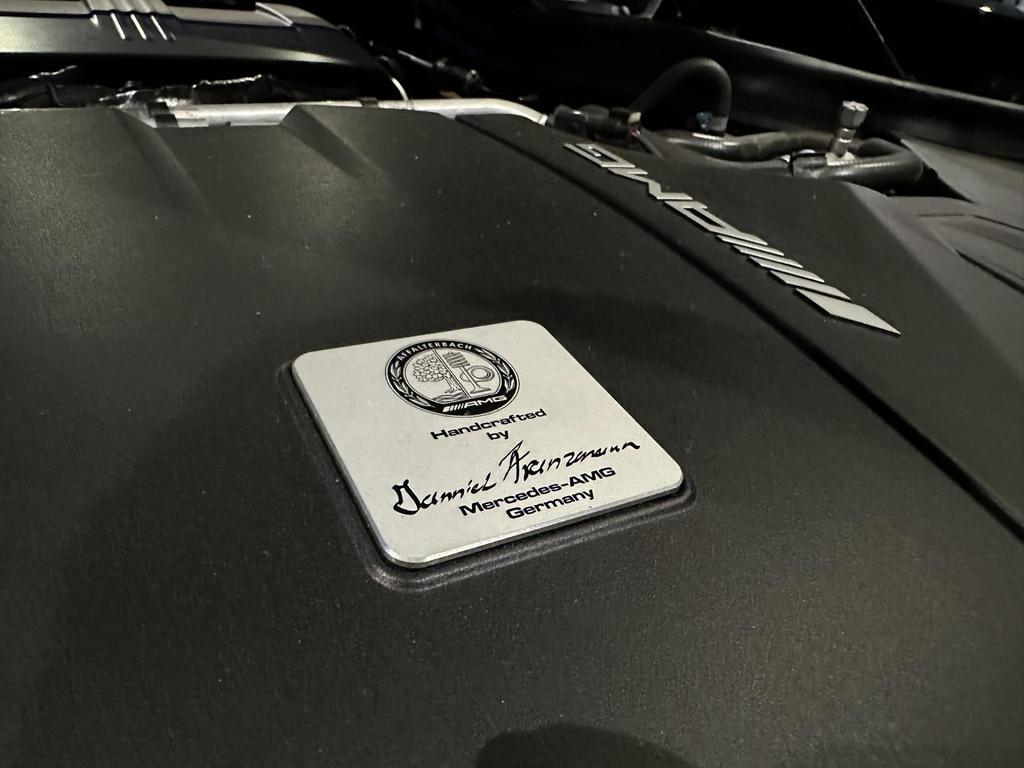 AMG
AFFALTERBACH
AMG
Handcrafted
by
Mercedes-AMG
Germany